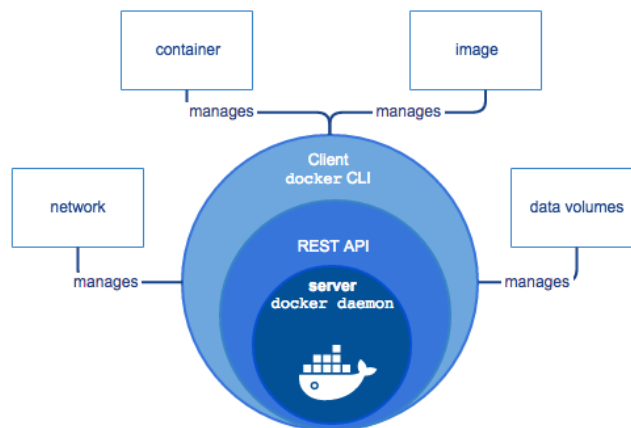 container
image
manages
manages
Client
docker CLI
network
data volumes
REST API
manages
manages
server
docker daemon